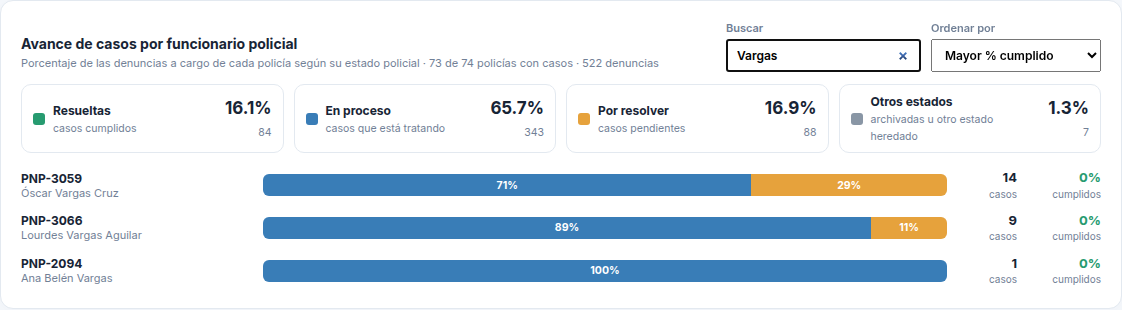 Avance de casos por funcionario policial
Porcentaje de las denuncias a cargo de cada policía según su estado policial · 73 de 74 policías con casos · 522 denuncias
Buscar
Vargas ×
Ordenar por
Mayor % cumplido
Resueltas
casos cumplidos
16.1%
84
En proceso
casos que está tratando
65.7%
343
Por resolver
casos pendientes
16.9%
88
Otros estados
archivadas u otro estado
heredado
1.3%
7
PNP-3059
Óscar Vargas Cruz
71%
29%
14
casos
0%
cumplidos
PNP-3066
Lourdes Vargas Aguilar
89%
11%
9
casos
0%
cumplidos
PNP-2094
Ana Belén Vargas
100%
1
casos
0%
cumplidos